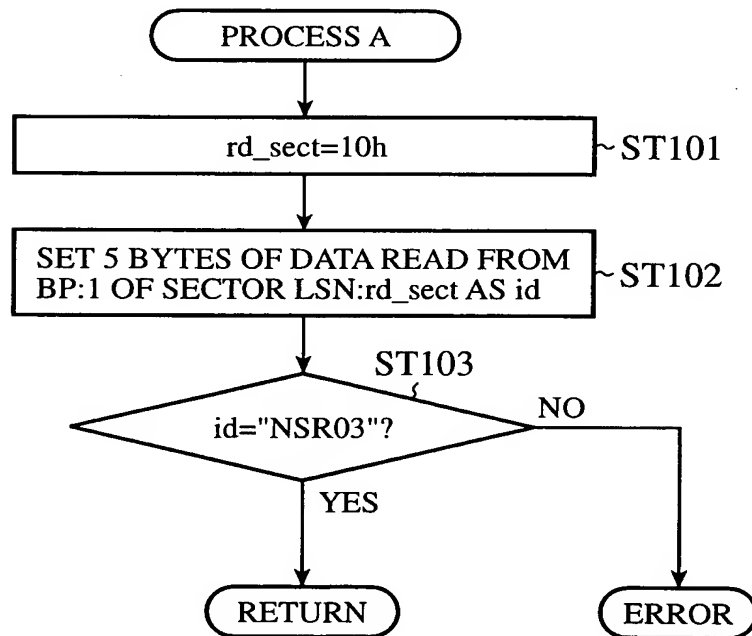 PROCESS A
rd_sect=10h
~ST101
SET 5 BYTES OF DATA READ FROM
BP:1 OF SECTOR LSN:rd_sect AS id
~ST102
ST103
id="NSR03"?
NO
YES
RETURN
ERROR